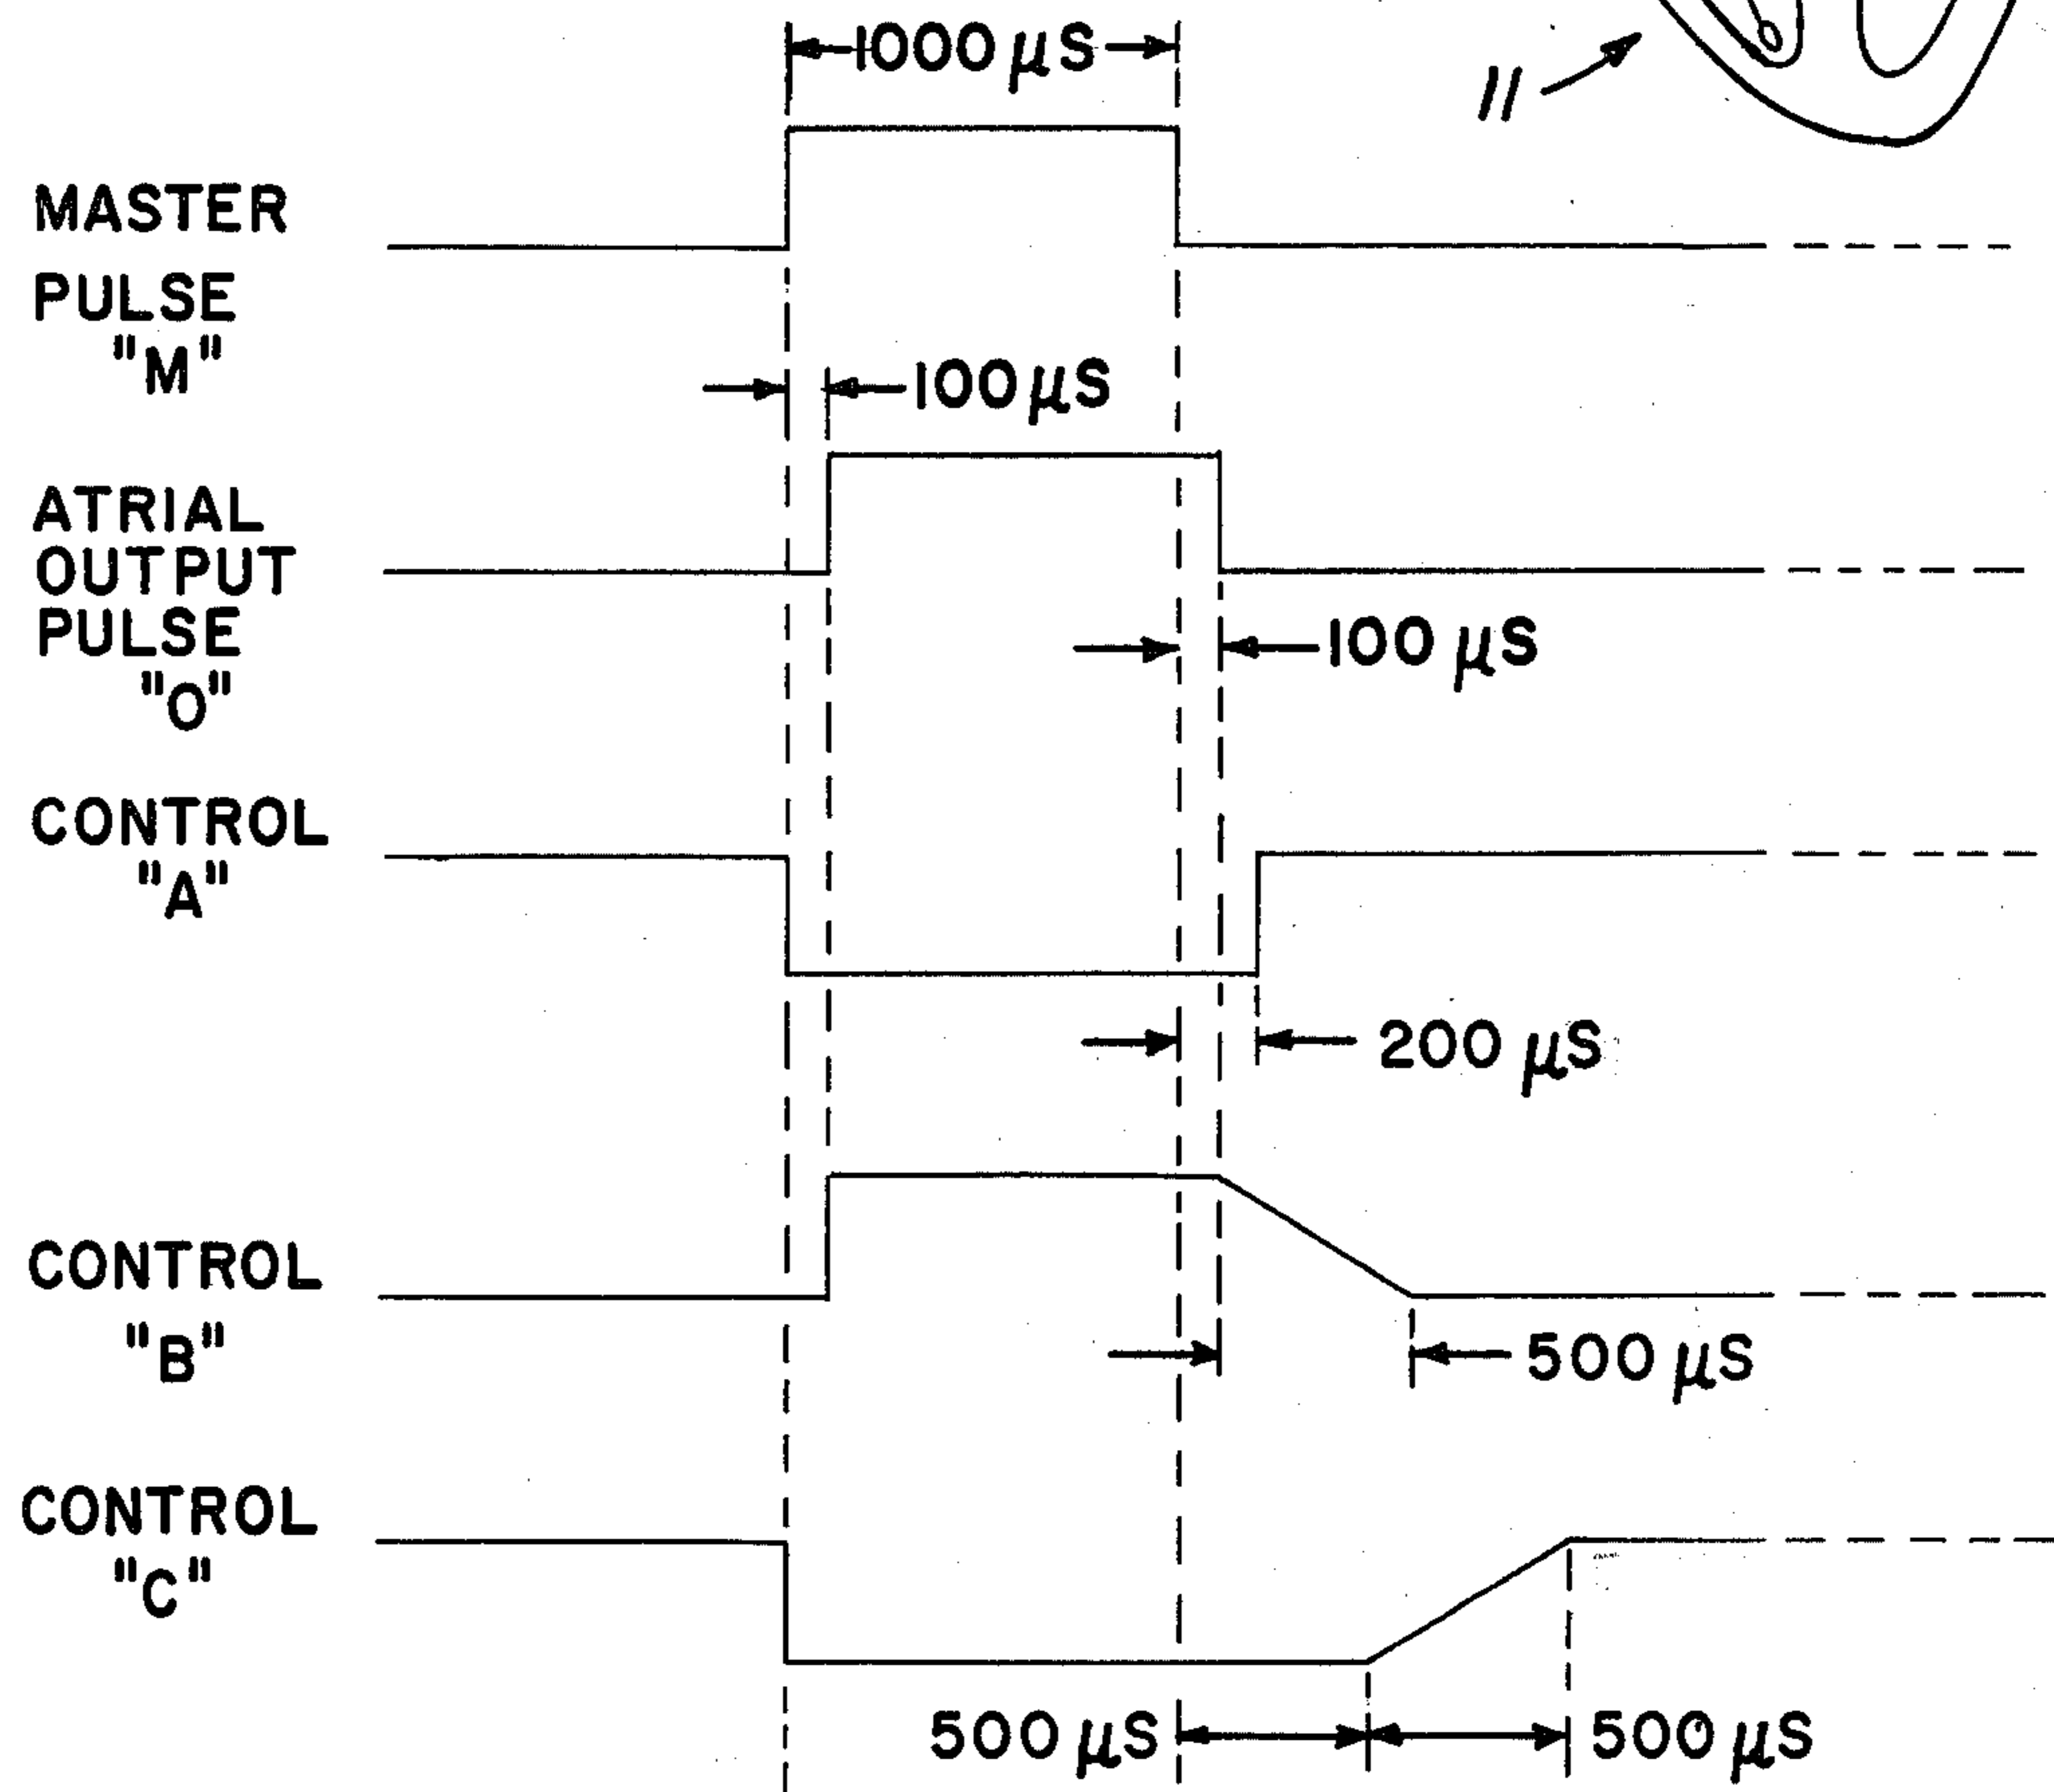 1000 µS
11
MASTER
PULSE
"M"
100 µS
ATRIAL
OUTPUT
PULSE
"O"
100 µS
CONTROL
"A"
200 µS
CONTROL
"B"
500 µS
CONTROL
"C"
500 µS
500 µS